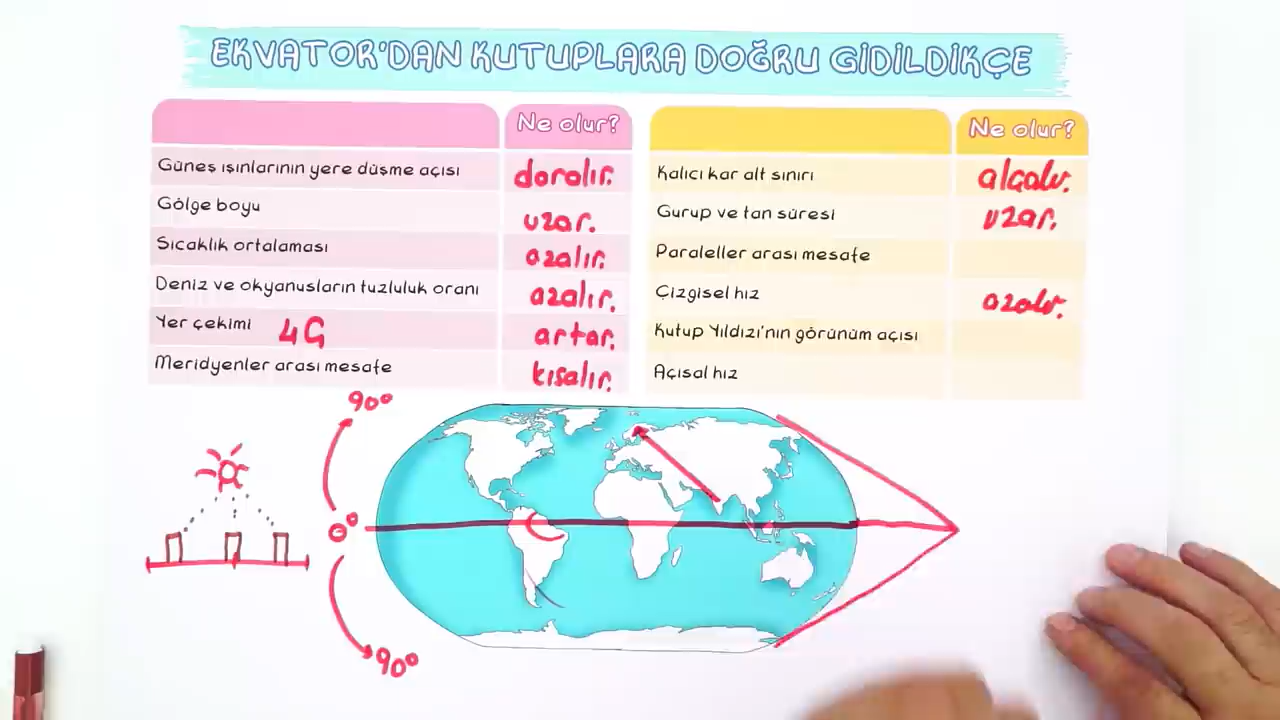 EKVATOR'DAN KUTUPLARA DOĞRU GİDİLDİKÇE
Ne olur?
Güneş ışınlarının yere düşme açısı daralır.
Gölge boyu uzar.
Sıcaklık ortalaması azalır.
Deniz ve okyanusların tuzluluk oranı azalır.
Yer çekimi 4G artar.
Meridyenler arası mesafe kısalır.
Ne olur?
Kalıcı kar alt sınırı alçalır.
Gurup ve tan süresi uzar.
Paraleller arası mesafe
Çizgisel hız azalır.
Kutup Yıldızı'nın görünüm açısı
Açısal hız
90°
0°
90°